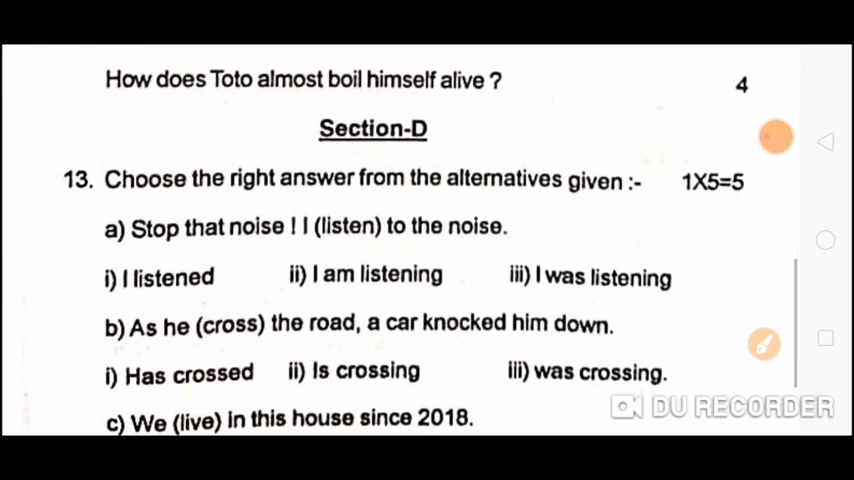 How does Toto almost boil himself alive ? 4
Section-D
13. Choose the right answer from the alternatives given :- 1X5=5
a) Stop that noise ! I (listen) to the noise.
i) I listened ii) I am listening iii) I was listening
b) As he (cross) the road, a car knocked him down.
i) Has crossed ii) Is crossing iii) was crossing.
DU RECORDER
c) We (live) in this house since 2018.